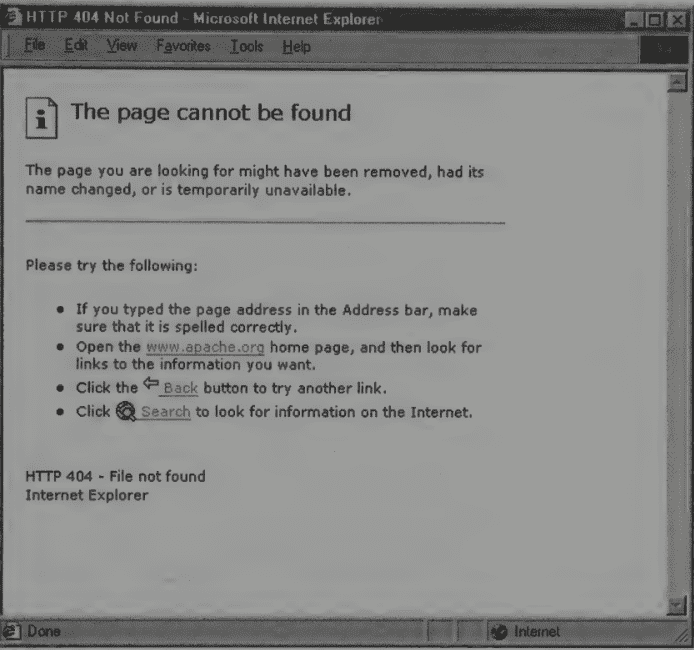 HTTP 404 Not Found - Microsoft Internet Explorer
File Edit View Favorites Tools Help
The page cannot be found
The page you are looking for might have been removed, had its
name changed, or is temporarily unavailable.
Please try the following:
• If you typed the page address in the Address bar, make
sure that it is spelled correctly.
• Open the www.apache.org home page, and then look for
links to the information you want.
• Click the Back button to try another link.
• Click Search to look for information on the Internet.
HTTP 404 - File not found
Internet Explorer
Done Internet